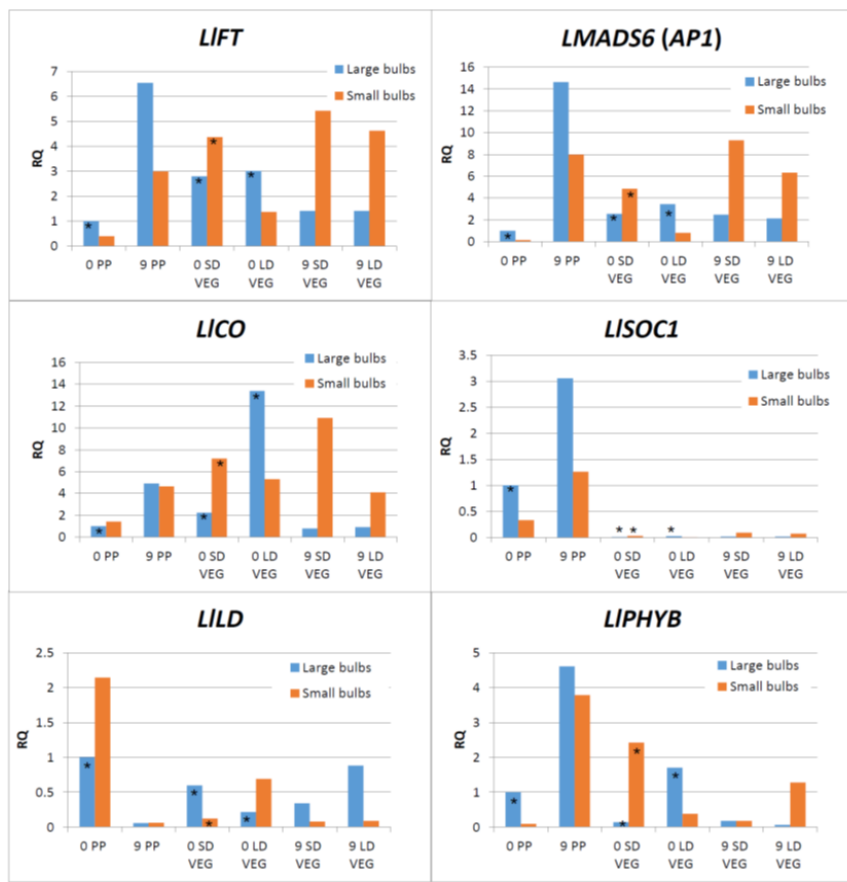 LlFT
Large bulbs
Small bulbs
7
6
5
4
3
2
1
0
RQ
0 PP
9 PP
0 SD VEG
0 LD VEG
9 SD VEG
9 LD VEG
LMADS6 (AP1)
Large bulbs
Small bulbs
16
14
12
10
8
6
4
2
0
RQ
0 PP
9 PP
0 SD VEG
0 LD VEG
9 SD VEG
9 LD VEG
LlCO
Large bulbs
Small bulbs
16
14
12
10
8
6
4
2
0
RQ
0 PP
9 PP
0 SD VEG
0 LD VEG
9 SD VEG
9 LD VEG
LlSOC1
Large bulbs
Small bulbs
3.5
3
2.5
2
1.5
1
0.5
0
RQ
0 PP
9 PP
0 SD VEG
0 LD VEG
9 SD VEG
9 LD VEG
LlLD
Large bulbs
Small bulbs
2.5
2
1.5
1
0.5
0
RQ
0 PP
9 PP
0 SD VEG
0 LD VEG
9 SD VEG
9 LD VEG
LlPHYB
Large bulbs
Small bulbs
5
4
3
2
1
0
RQ
0 PP
9 PP
0 SD VEG
0 LD VEG
9 SD VEG
9 LD VEG